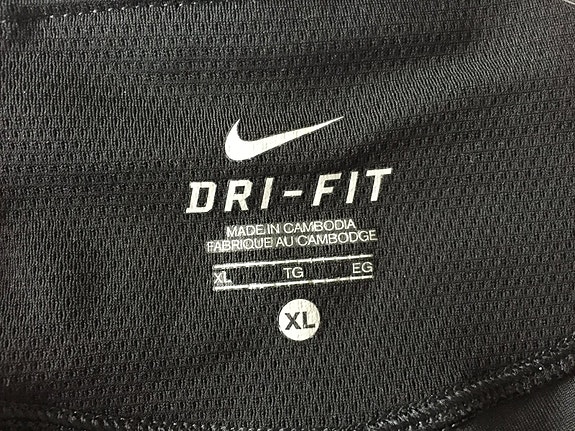 DRI-FIT
MADE IN CAMBODIA
FABRIQUE AU CAMBODGE
XL TG EG
XL